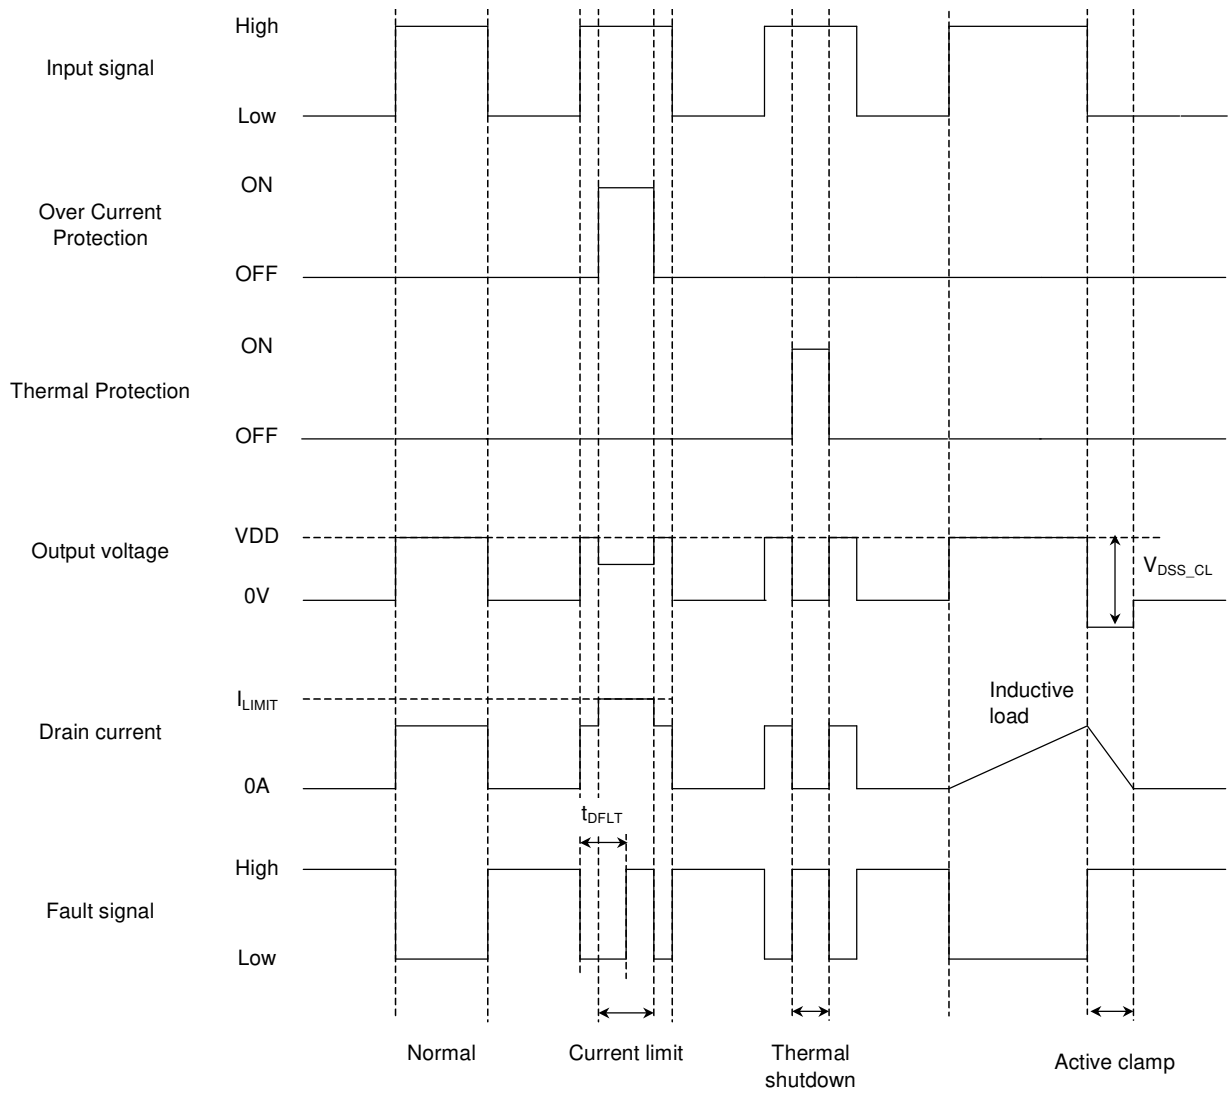 High
Input signal
Low
ON
Over Current
Protection
OFF
ON
Thermal Protection
OFF
VDD
Output voltage
VDSS_CL
0V
ILIMIT
Inductive
load
Drain current
0A
tDFLT
High
Fault signal
Low
Normal
Current limit
Thermal
shutdown
Active clamp